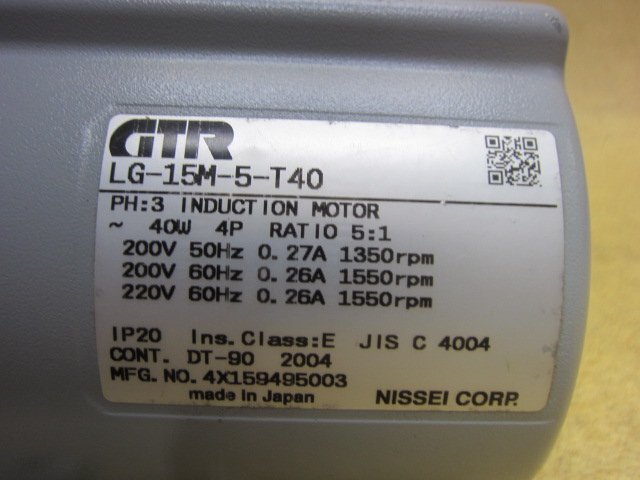 GTR
LG-15M-5-T40
PH:3 INDUCTION MOTOR
~ 40W 4P RATIO 5:1
200V 50Hz 0.27A 1350rpm
200V 60Hz 0.26A 1550rpm
220V 60Hz 0.26A 1550rpm
IP20 Ins.Class:E JIS C 4004
CONT. DT-90 2004
MFG. NO. 4X159495003
made in Japan NISSEI CORP.